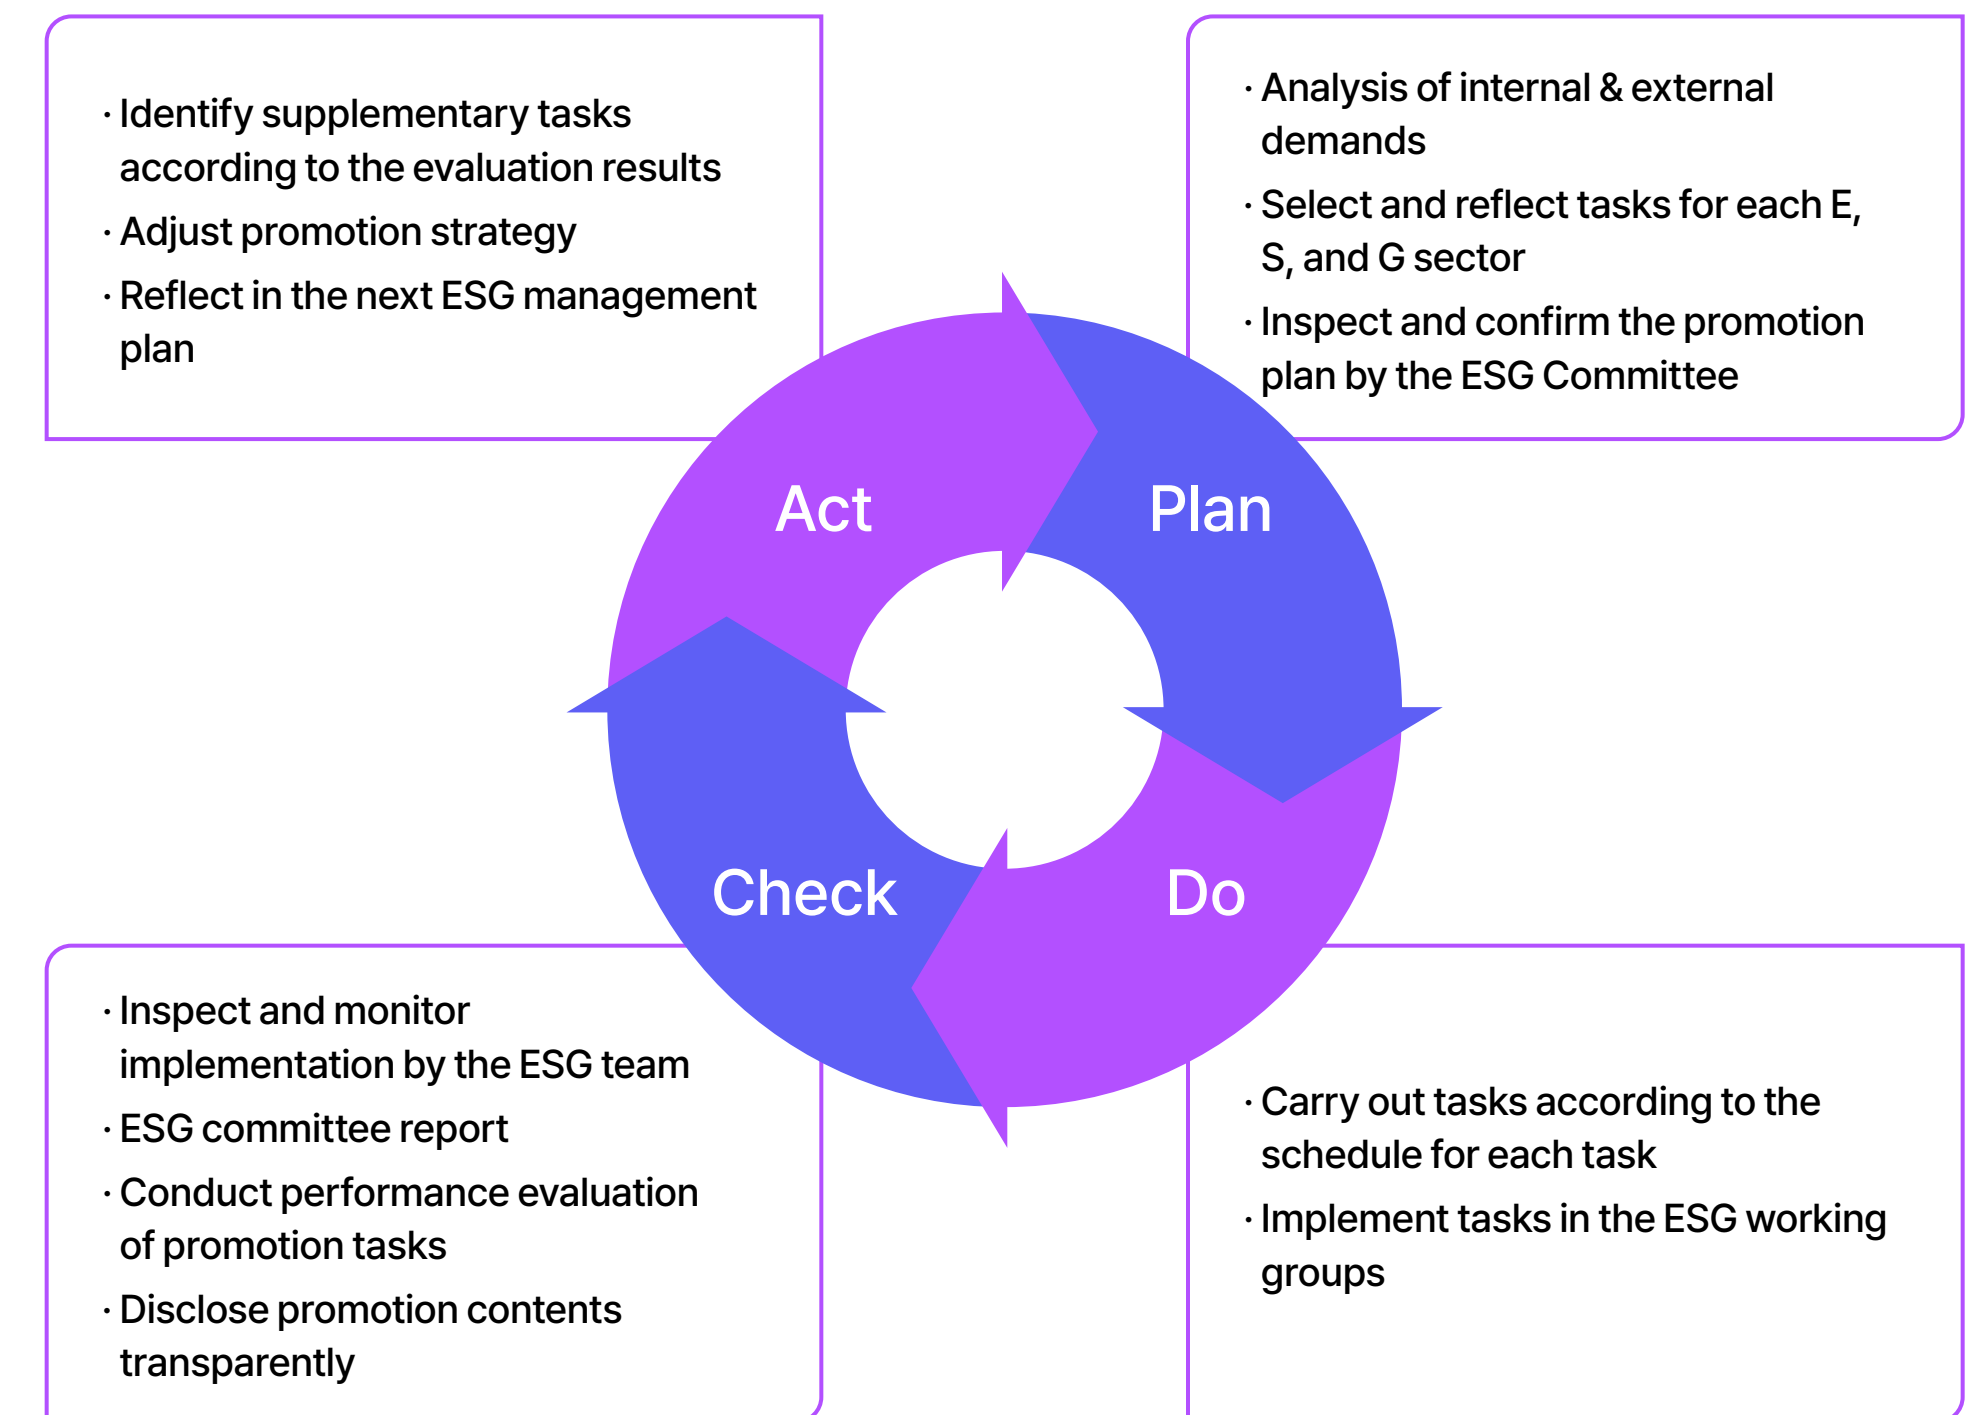 · Identify supplementary tasks
according to the evaluation results
· Adjust promotion strategy
· Reflect in the next ESG management
plan
· Analysis of internal & external
demands
· Select and reflect tasks for each E,
S, and G sector
· Inspect and confirm the promotion
plan by the ESG Committee
Act
Plan
Check
Do
· Inspect and monitor
implementation by the ESG team
· ESG committee report
· Conduct performance evaluation
of promotion tasks
· Disclose promotion contents
transparently
· Carry out tasks according to the
schedule for each task
· Implement tasks in the ESG working
groups